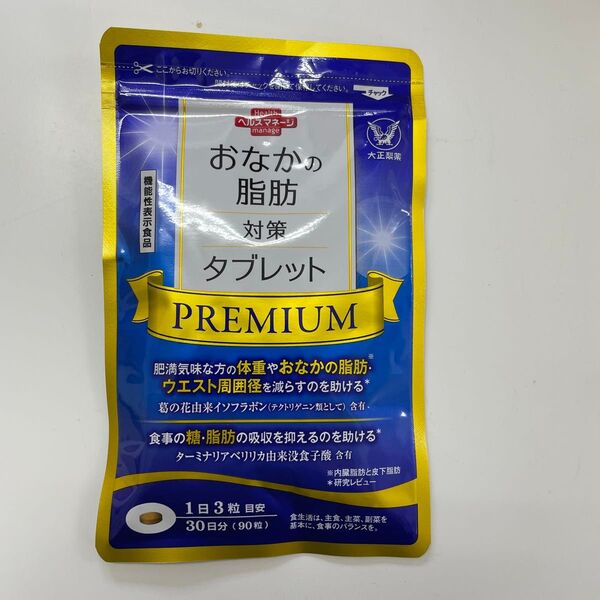 ここからお切りください。
チャック
Health
ヘルスマネージ
manage
大正製薬
おなかの
脂肪
対策
タブレット
機能性表示食品
PREMIUM
肥満気味な方の体重やおなかの脂肪※・
ウエスト周囲径を減らすのを助ける*
葛の花由来イソフラボン(テクトリゲニン類として)含有
食事の糖・脂肪の吸収を抑えるのを助ける*
ターミナリアベリリカ由来没食子酸 含有
※内臓脂肪と皮下脂肪
*研究レビュー
1日3粒 目安
30日分(90粒)
食生活は、主食、主菜、副菜を
基本に、食事のバランスを。